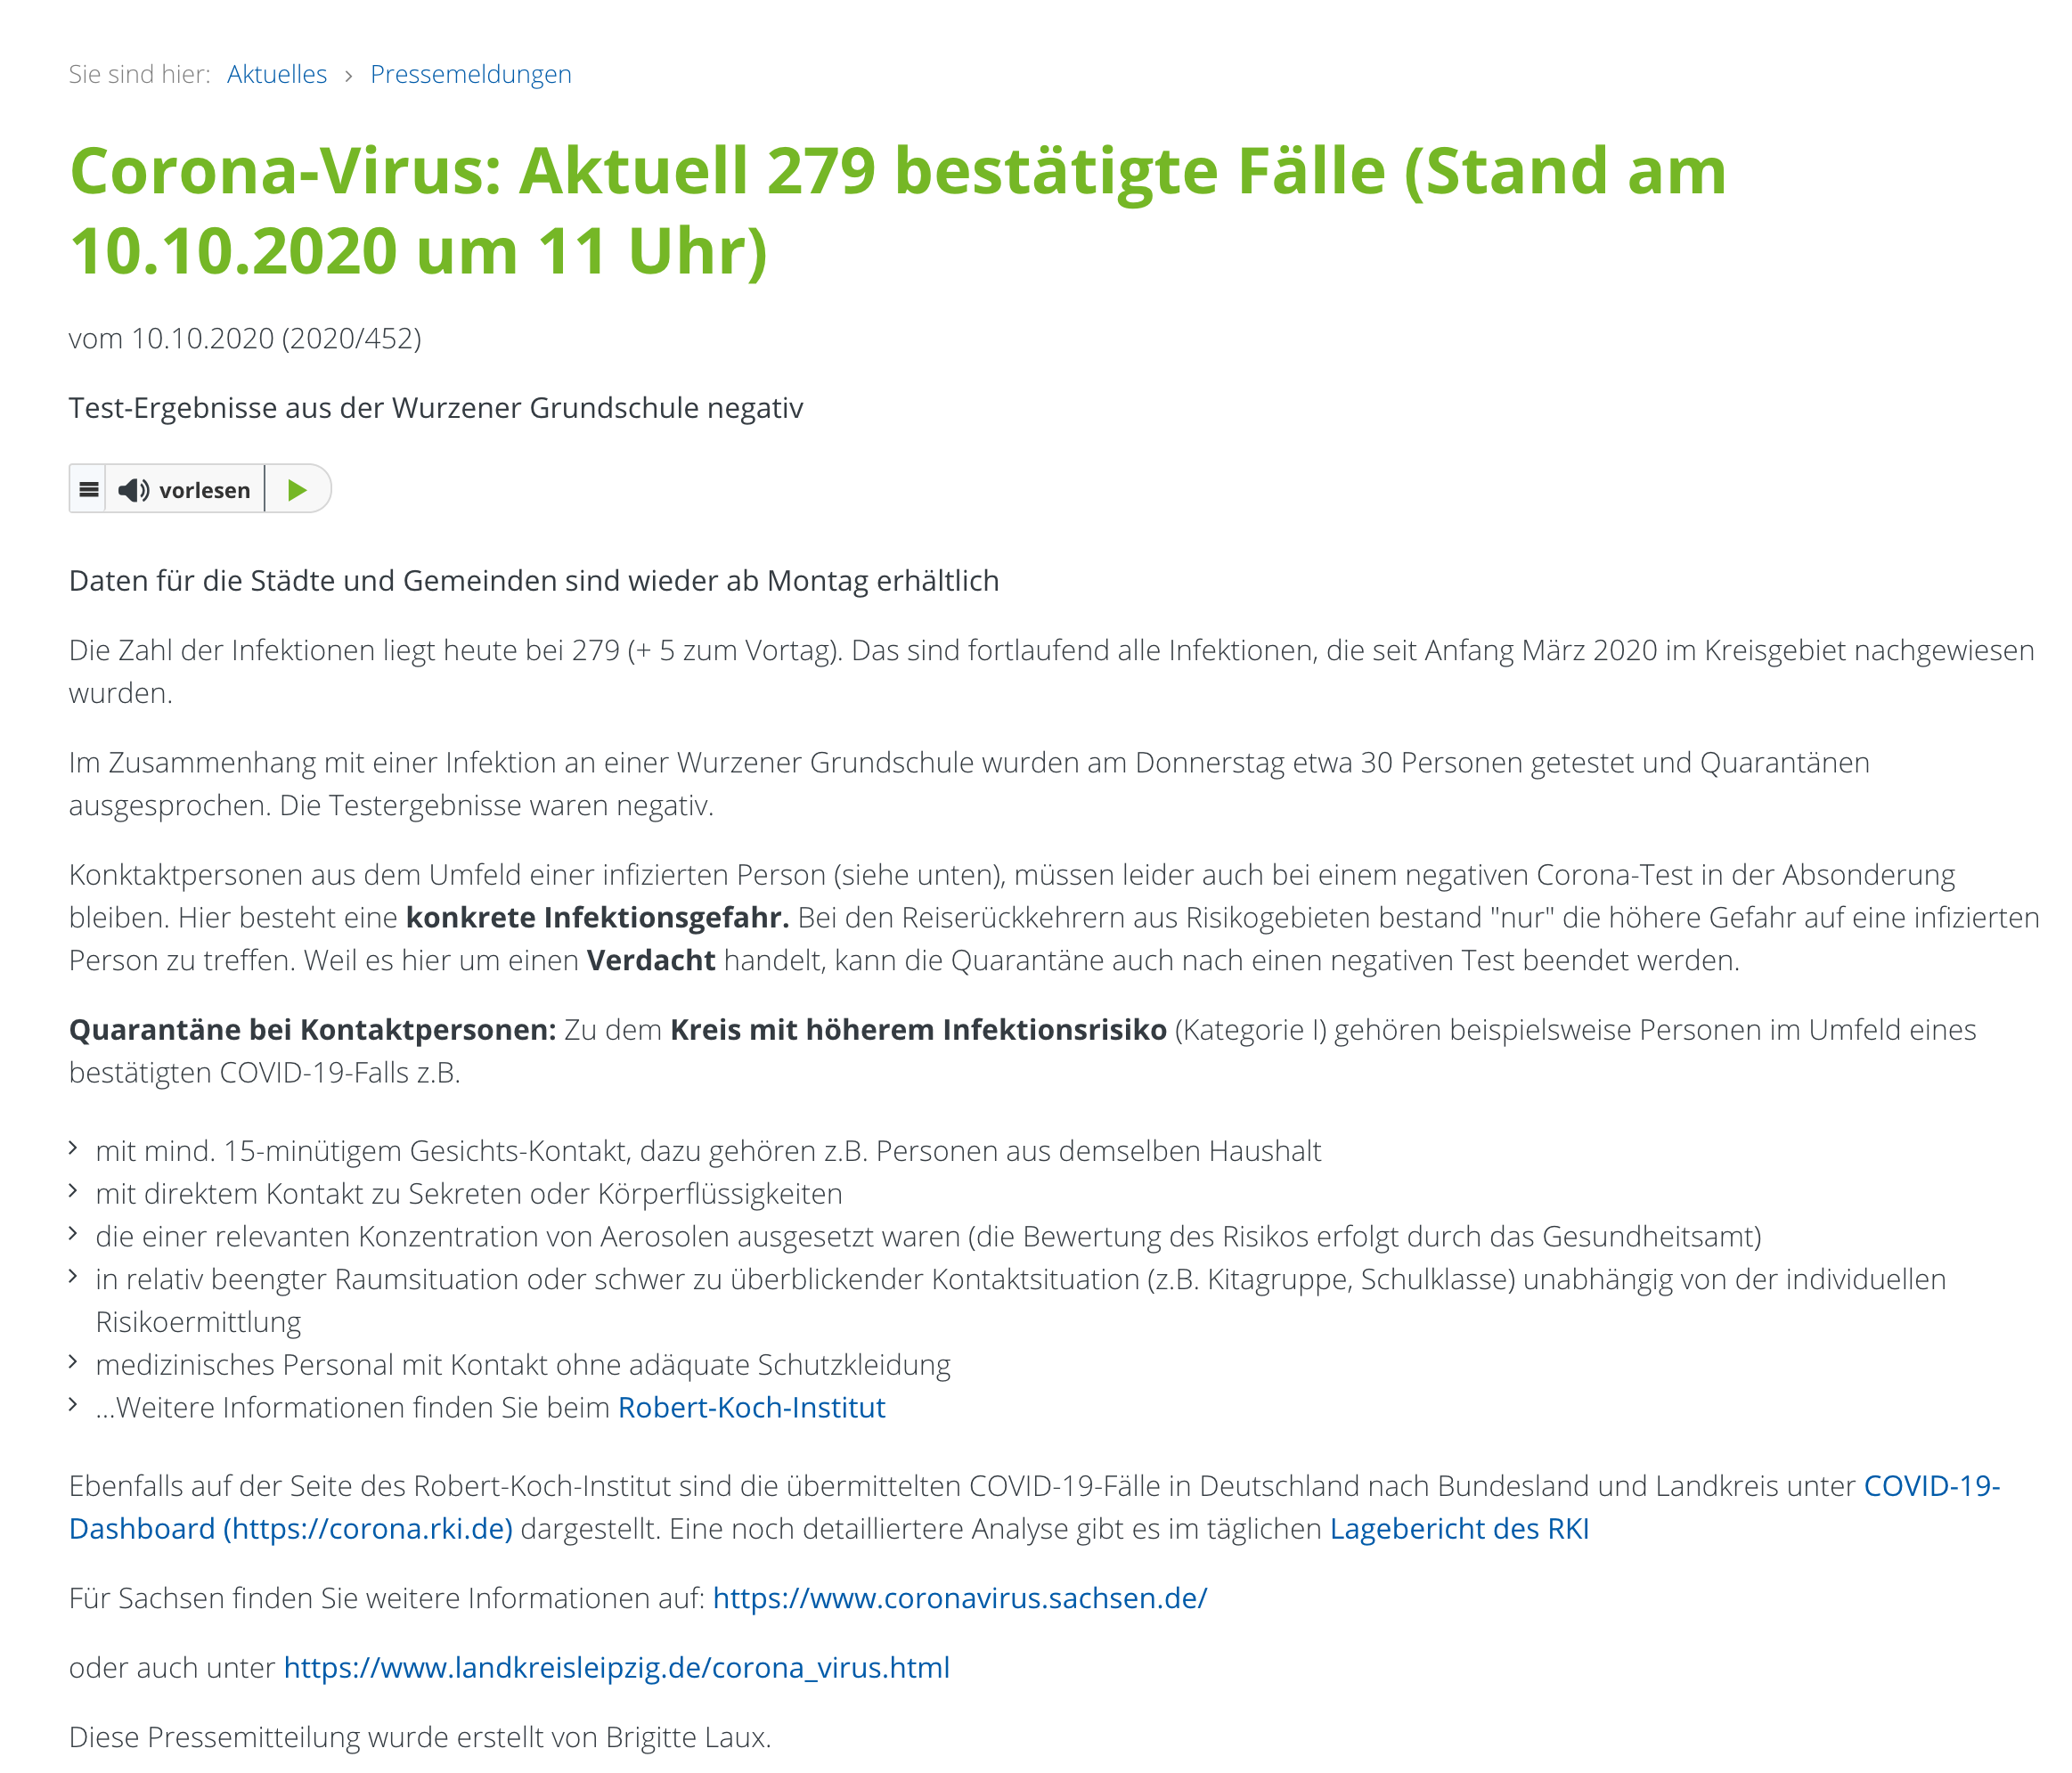 Sie sind hier: Aktuelles › Pressemeldungen
Corona-Virus: Aktuell 279 bestätigte Fälle (Stand am
10.10.2020 um 11 Uhr)
vom 10.10.2020 (2020/452)
Test-Ergebnisse aus der Wurzener Grundschule negativ
vorlesen
Daten für die Städte und Gemeinden sind wieder ab Montag erhältlich
Die Zahl der Infektionen liegt heute bei 279 (+ 5 zum Vortag). Das sind fortlaufend alle Infektionen, die seit Anfang März 2020 im Kreisgebiet nachgewiesen
wurden.
Im Zusammenhang mit einer Infektion an einer Wurzener Grundschule wurden am Donnerstag etwa 30 Personen getestet und Quarantänen
ausgesprochen. Die Testergebnisse waren negativ.
Konktaktpersonen aus dem Umfeld einer infizierten Person (siehe unten), müssen leider auch bei einem negativen Corona-Test in der Absonderung
bleiben. Hier besteht eine konkrete Infektionsgefahr. Bei den Reiserückkehrern aus Risikogebieten bestand "nur" die höhere Gefahr auf eine infizierten
Person zu treffen. Weil es hier um einen Verdacht handelt, kann die Quarantäne auch nach einen negativen Test beendet werden.
Quarantäne bei Kontaktpersonen: Zu dem Kreis mit höherem Infektionsrisiko (Kategorie I) gehören beispielsweise Personen im Umfeld eines
bestätigten COVID-19-Falls z.B.
› mit mind. 15-minütigem Gesichts-Kontakt, dazu gehören z.B. Personen aus demselben Haushalt
› mit direktem Kontakt zu Sekreten oder Körperflüssigkeiten
› die einer relevanten Konzentration von Aerosolen ausgesetzt waren (die Bewertung des Risikos erfolgt durch das Gesundheitsamt)
› in relativ beengter Raumsituation oder schwer zu überblickender Kontaktsituation (z.B. Kitagruppe, Schulklasse) unabhängig von der individuellen
Risikoermittlung
› medizinisches Personal mit Kontakt ohne adäquate Schutzkleidung
› ...Weitere Informationen finden Sie beim Robert-Koch-Institut
Ebenfalls auf der Seite des Robert-Koch-Institut sind die übermittelten COVID-19-Fälle in Deutschland nach Bundesland und Landkreis unter COVID-19-
Dashboard (https://corona.rki.de) dargestellt. Eine noch detailliertere Analyse gibt es im täglichen Lagebericht des RKI
Für Sachsen finden Sie weitere Informationen auf: https://www.coronavirus.sachsen.de/
oder auch unter https://www.landkreisleipzig.de/corona_virus.html
Diese Pressemitteilung wurde erstellt von Brigitte Laux.